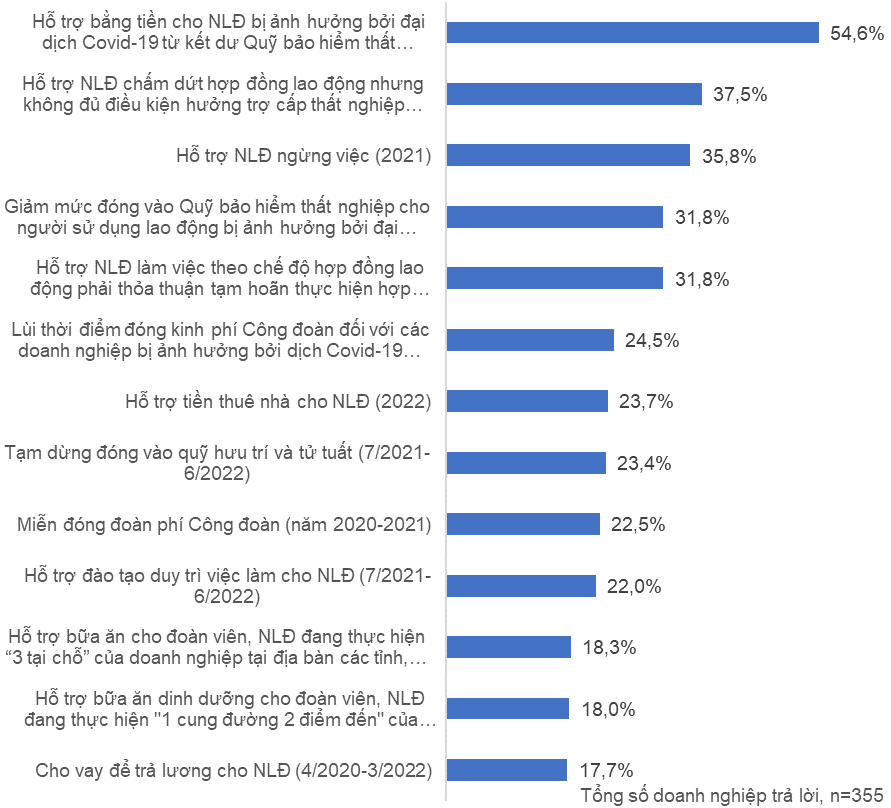 Hỗ trợ bằng tiền cho NLĐ bị ảnh hưởng bởi đại
dịch Covid-19 từ kết dư Quỹ bảo hiểm thất…
54,6%
Hỗ trợ NLĐ chấm dứt hợp đồng lao động nhưng
không đủ điều kiện hưởng trợ cấp thất nghiệp…
37,5%
Hỗ trợ NLĐ ngừng việc (2021)
35,8%
Giảm mức đóng vào Quỹ bảo hiểm thất nghiệp cho
người sử dụng lao động bị ảnh hưởng bởi đại…
31,8%
Hỗ trợ NLĐ làm việc theo chế độ hợp đồng lao
động phải thỏa thuận tạm hoãn thực hiện hợp…
31,8%
Lùi thời điểm đóng kinh phí Công đoàn đối với các
doanh nghiệp bị ảnh hưởng bởi dịch Covid-19…
24,5%
Hỗ trợ tiền thuê nhà cho NLĐ (2022)
23,7%
Tạm dừng đóng vào quỹ hưu trí và tử tuất (7/2021-
6/2022)
23,4%
Miễn đóng đoàn phí Công đoàn (năm 2020-2021)
22,5%
Hỗ trợ đào tạo duy trì việc làm cho NLĐ (7/2021-
6/2022)
22,0%
Hỗ trợ bữa ăn cho đoàn viên, NLĐ đang thực hiện
“3 tại chỗ” của doanh nghiệp tại địa bàn các tỉnh,…
18,3%
Hỗ trợ bữa ăn dinh dưỡng cho đoàn viên, NLĐ
đang thực hiện "1 cung đường 2 điểm đến" của…
18,0%
Cho vay để trả lương cho NLĐ (4/2020-3/2022)
17,7%
Tổng số doanh nghiệp trả lời, n=355